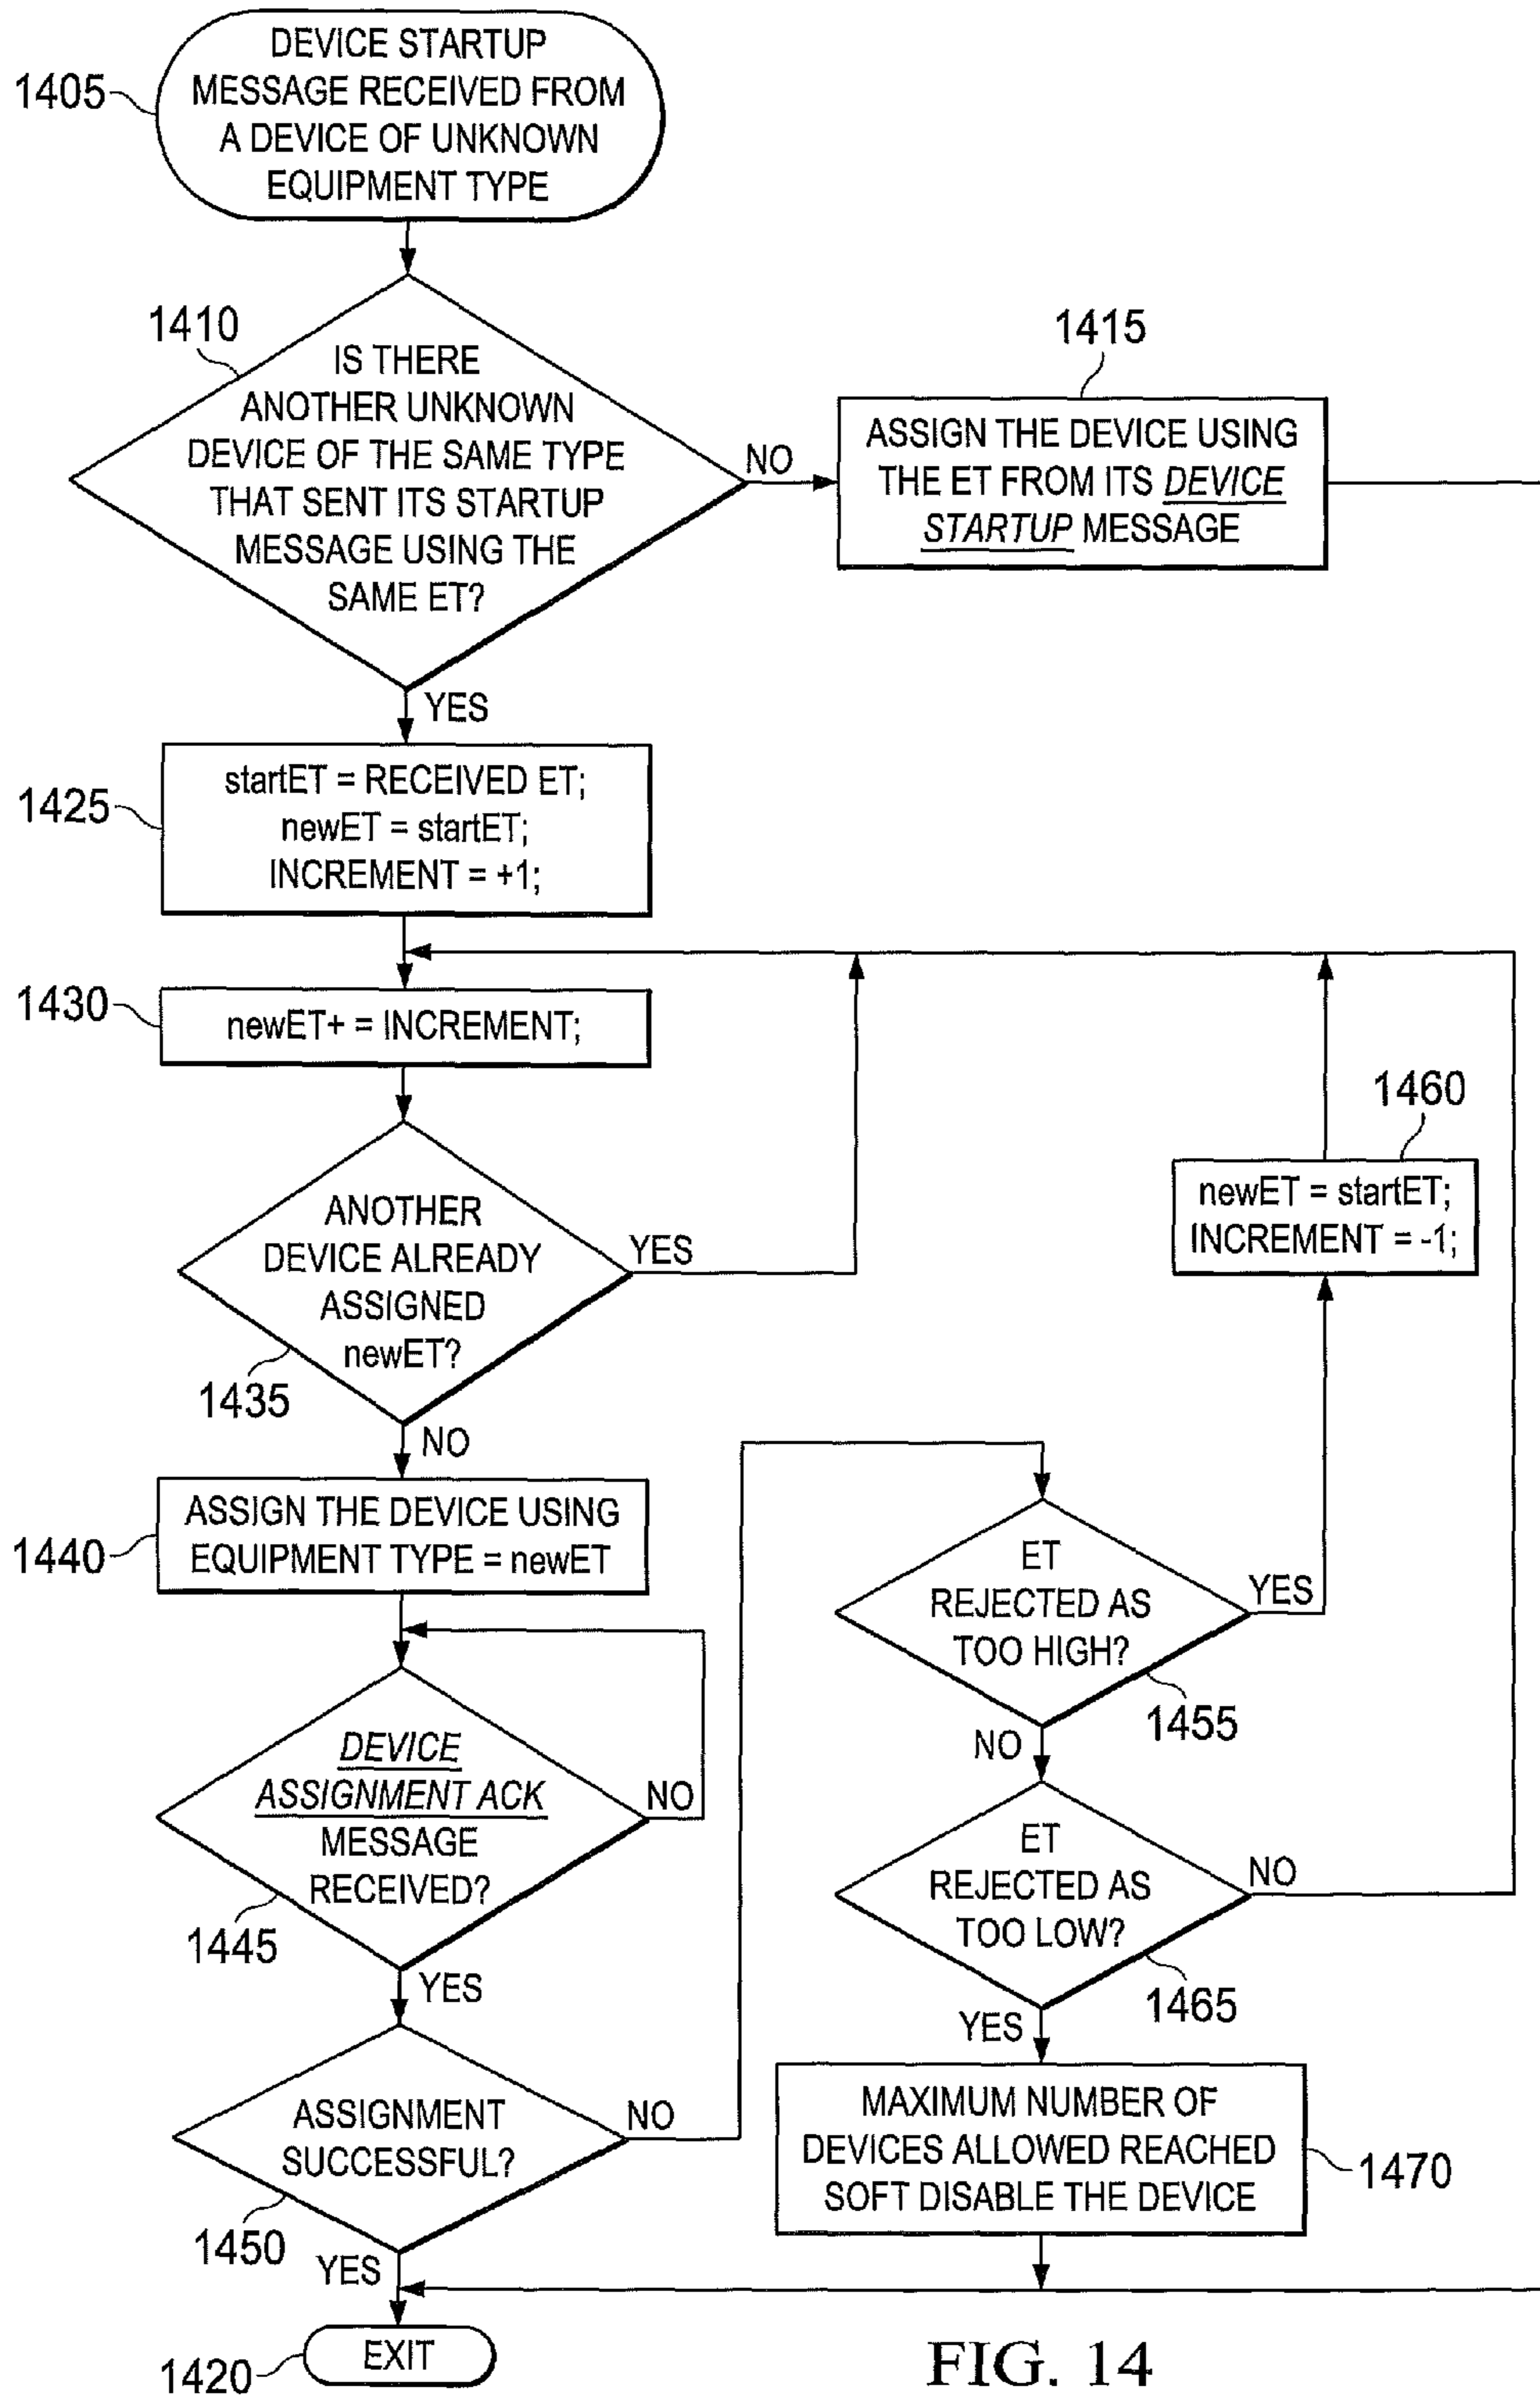 DEVICE STARTUP
MESSAGE RECEIVED FROM
A DEVICE OF UNKNOWN
EQUIPMENT TYPE
1405
1410
IS THERE
ANOTHER UNKNOWN
DEVICE OF THE SAME TYPE
THAT SENT ITS STARTUP
MESSAGE USING THE
SAME ET?
NO
YES
1415
ASSIGN THE DEVICE USING
THE ET FROM ITS DEVICE
STARTUP MESSAGE
1425
startET = RECEIVED ET;
newET = startET;
INCREMENT = +1;
1430
newET+ = INCREMENT;
ANOTHER
DEVICE ALREADY
ASSIGNED
newET?
YES
1435
NO
1460
newET = startET;
INCREMENT = -1;
1440
ASSIGN THE DEVICE USING
EQUIPMENT TYPE = newET
DEVICE
ASSIGNMENT ACK
MESSAGE
RECEIVED?
NO
1445
YES
ASSIGNMENT
SUCCESSFUL?
NO
1450
YES
ET
REJECTED AS
TOO HIGH?
YES
1455
NO
ET
REJECTED AS
TOO LOW?
NO
1465
YES
MAXIMUM NUMBER OF
DEVICES ALLOWED REACHED
SOFT DISABLE THE DEVICE
1470
1420
EXIT
FIG. 14